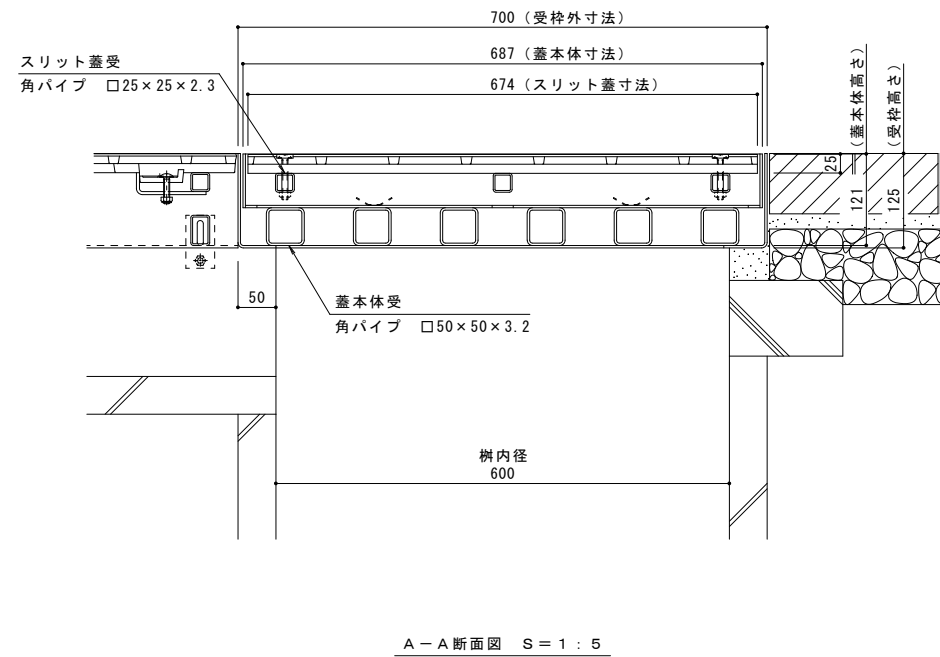 700（受枠外寸法）
スリット蓋受
角パイプ　□25×25×2.3
687（蓋本体寸法）
674（スリット蓋寸法）
25
121
（蓋本体高さ）
125
（受枠高さ）
50
蓋本体受
角パイプ　□50×50×3.2
桝内径
600
A－A断面図　S＝1：5